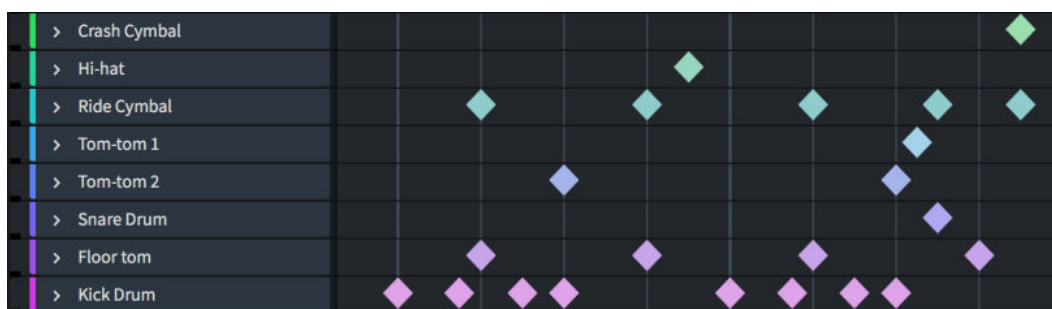 Crash Cymbal
Hi-hat
Ride Cymbal
Tom-tom 1
Tom-tom 2
Snare Drum
Floor tom
Kick Drum